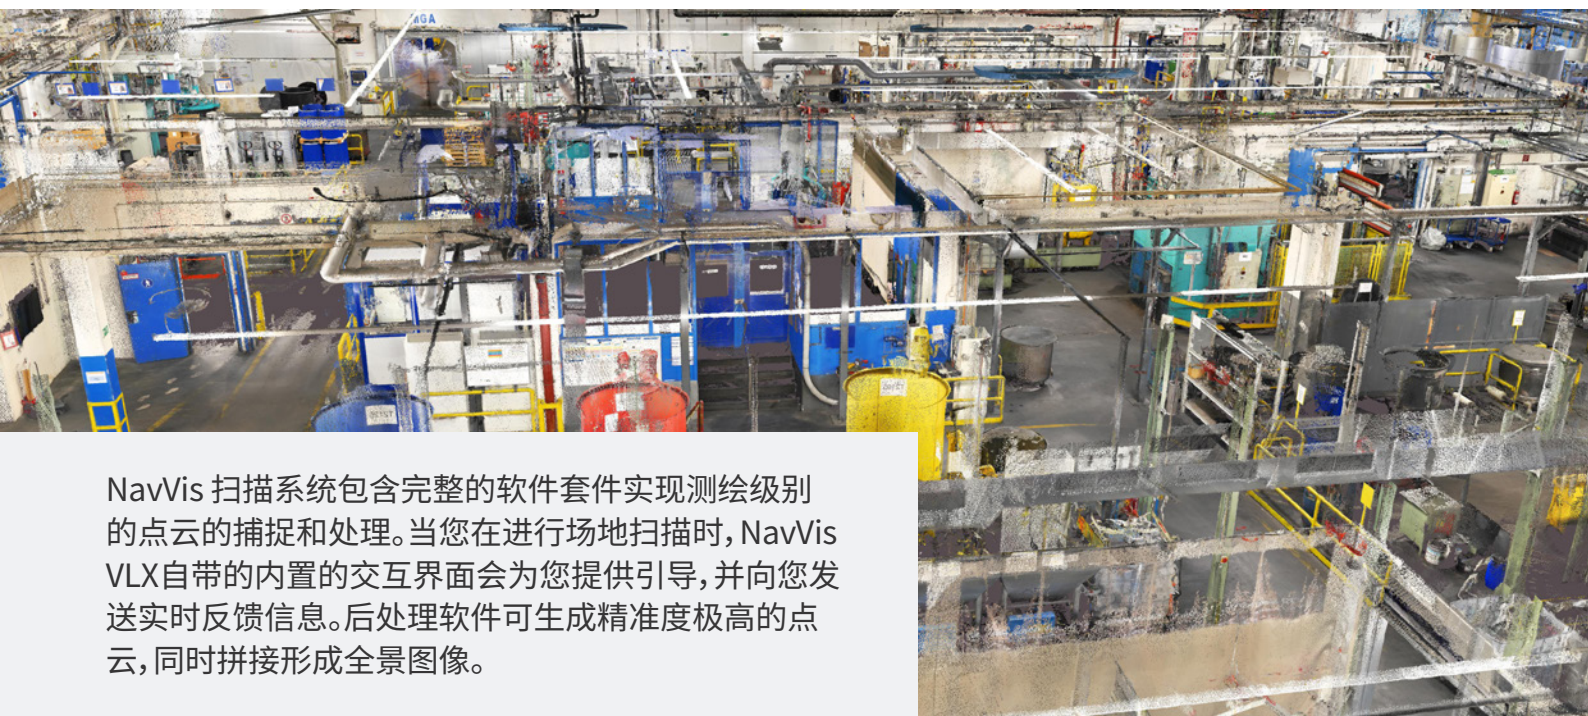 NavVis 扫描系统包含完整的软件套件实现测绘级别
的点云的捕捉和处理。当您在进行场地扫描时，NavVis
VLX自带的内置的交互界面会为您提供引导，并向您发
送实时反馈信息。后处理软件可生成精准度极高的点
云，同时拼接形成全景图像。